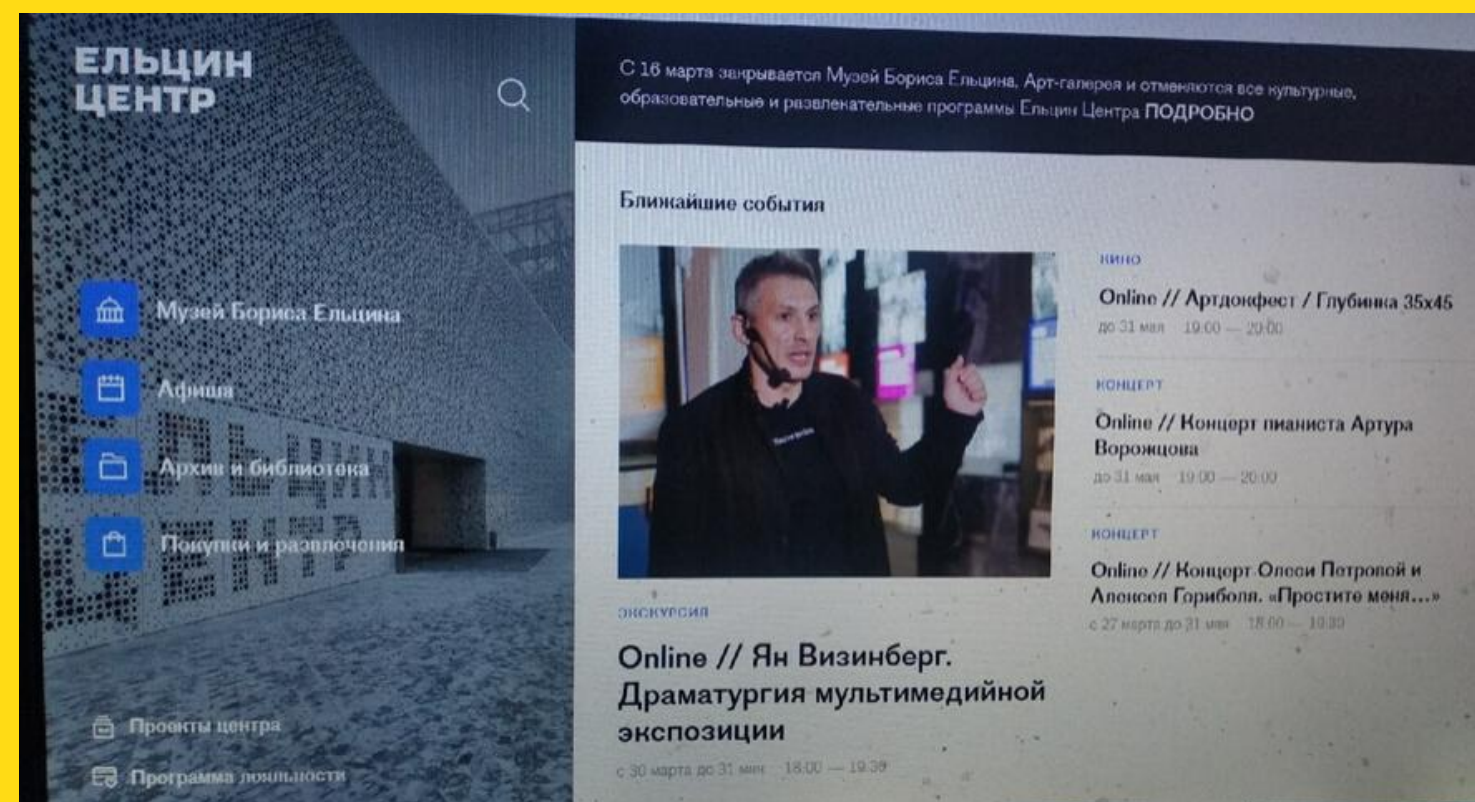 ЕЛЬЦИН
ЦЕНТР
Музей Бориса Ельцина
Афиша
Архив и библиотека
Покупки и развлечения
ЕЛЬЦИН
ЦЕНТР
Проекты центра
Программа лояльности
С 16 марта закрывается Музей Бориса Ельцина, Арт-галерея и отменяются все культурные,
образовательные и развлекательные программы Ельцин Центра ПОДРОБНО
Ближайшие события
ЭКСКУРСИЯ
Online // Ян Визинберг.
Драматургия мультимедийной
экспозиции
с 30 марта до 31 мая 18:00 — 19:30
КИНО
Online // Артдокфест / Глубинка 35x45
до 31 мая 19:00 — 20:00
КОНЦЕРТ
Online // Концерт пианиста Артура
Ворожцова
до 31 мая 19:00 — 20:00
КОНЦЕРТ
Online // Концерт Олеси Петровой и
Алексея Гориболя. «Простите меня...»
с 27 марта до 31 мая 18:00 — 19:30